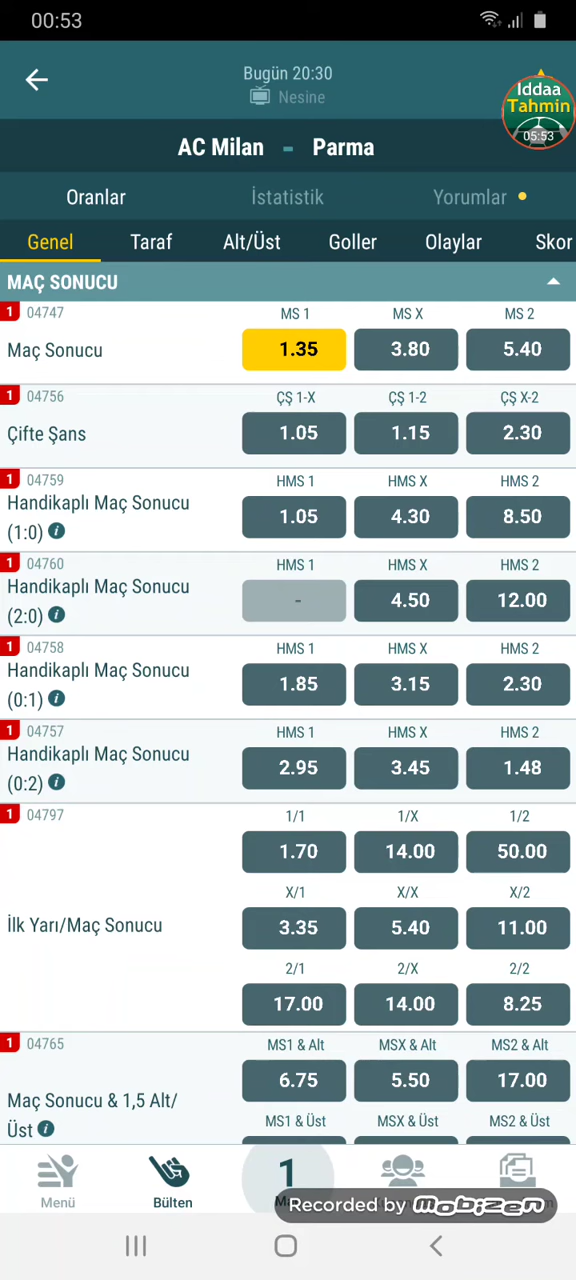 00:53
Bugün 20:30
Nesine
Iddaa
Tahmin
05:53
AC Milan - Parma
Oranlar İstatistik Yorumlar
Genel Taraf Alt/Üst Goller Olaylar Skor
MAÇ SONUCU
1 04747 MS 1 MS X MS 2
Maç Sonucu 1.35 3.80 5.40
1 04756 ÇŞ 1-X ÇŞ 1-2 ÇŞ X-2
Çifte Şans 1.05 1.15 2.30
1 04759 HMS 1 HMS X HMS 2
Handikaplı Maç Sonucu
(1:0) i 1.05 4.30 8.50
1 04760 HMS 1 HMS X HMS 2
Handikaplı Maç Sonucu
(2:0) i - 4.50 12.00
1 04758 HMS 1 HMS X HMS 2
Handikaplı Maç Sonucu
(0:1) i 1.85 3.15 2.30
1 04757 HMS 1 HMS X HMS 2
Handikaplı Maç Sonucu
(0:2) i 2.95 3.45 1.48
1 04797 1/1 1/X 1/2
1.70 14.00 50.00
X/1 X/X X/2
İlk Yarı/Maç Sonucu 3.35 5.40 11.00
2/1 2/X 2/2
17.00 14.00 8.25
1 04765 MS1 & Alt MSX & Alt MS2 & Alt
6.75 5.50 17.00
Maç Sonucu & 1,5 Alt/
Üst i MS1 & Üst MSX & Üst MS2 & Üst
1
Menü Bülten
Recorded by MOBIZEN